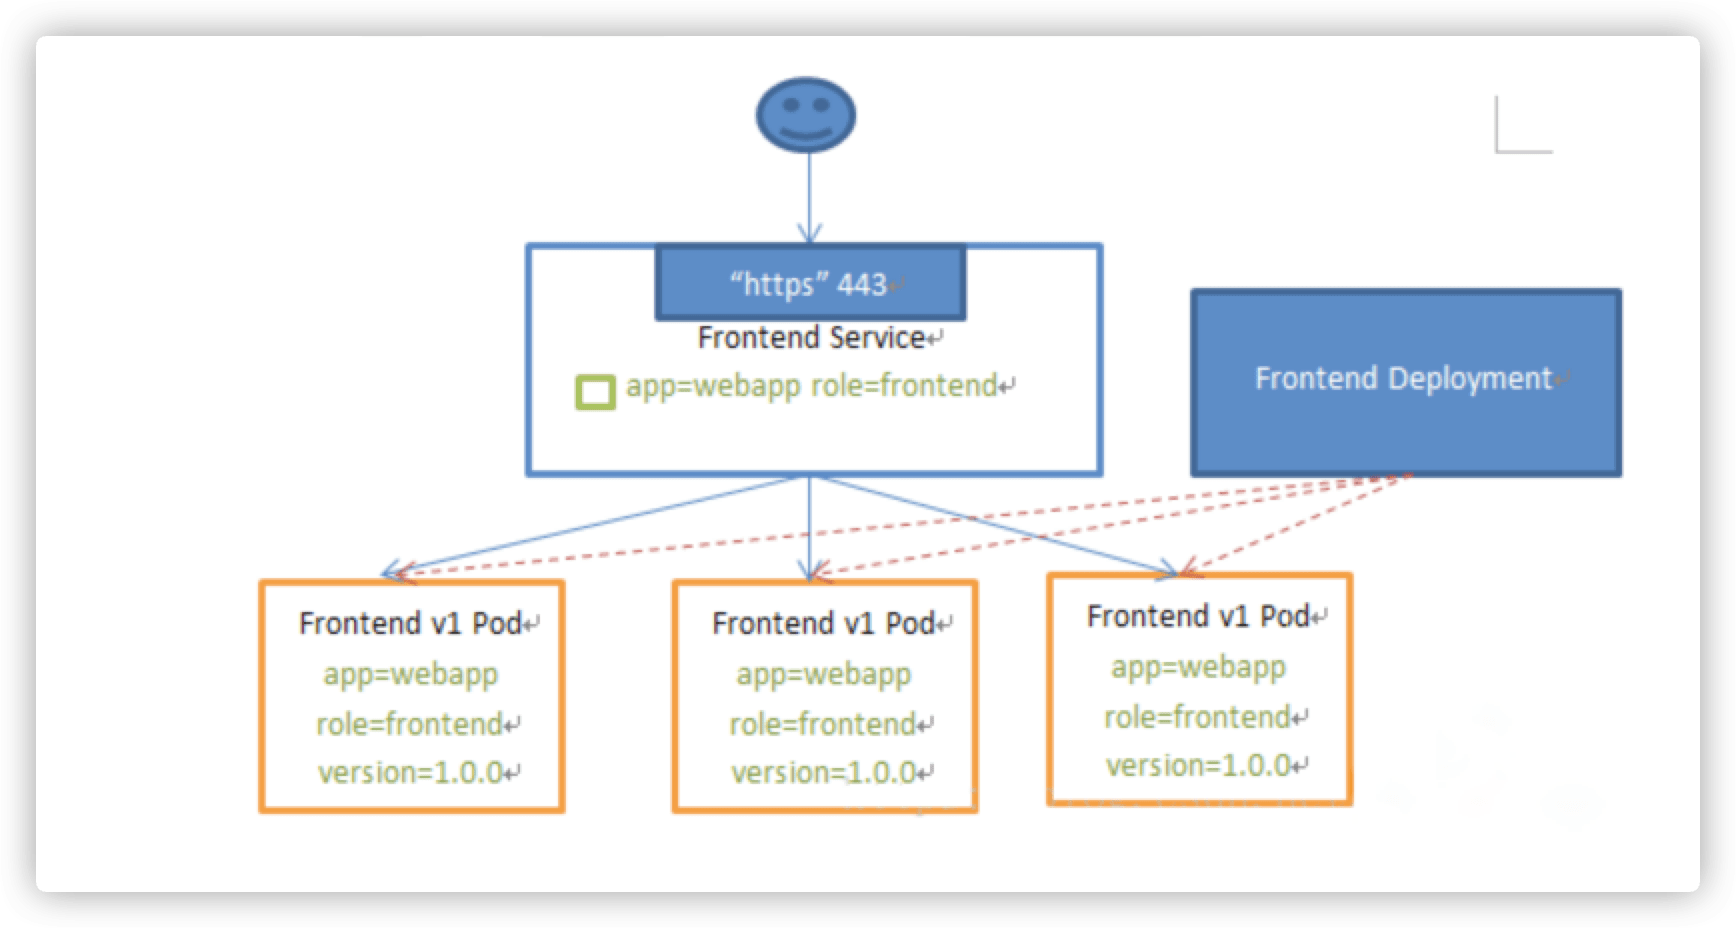 “https” 443
Frontend Service
app=webapp role=frontend
Frontend Deployment
Frontend v1 Pod
app=webapp
role=frontend
version=1.0.0
Frontend v1 Pod
app=webapp
role=frontend
version=1.0.0
Frontend v1 Pod
app=webapp
role=frontend
version=1.0.0